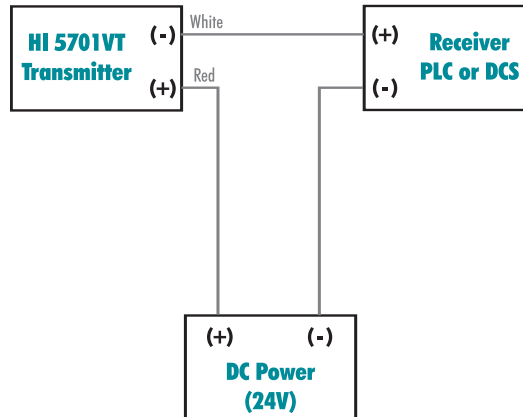 HI 5701VT
Transmitter
(-)
White
(+)
Receiver
PLC or DCS
(+)
Red
(-)
(+)
(-)
DC Power
(24V)